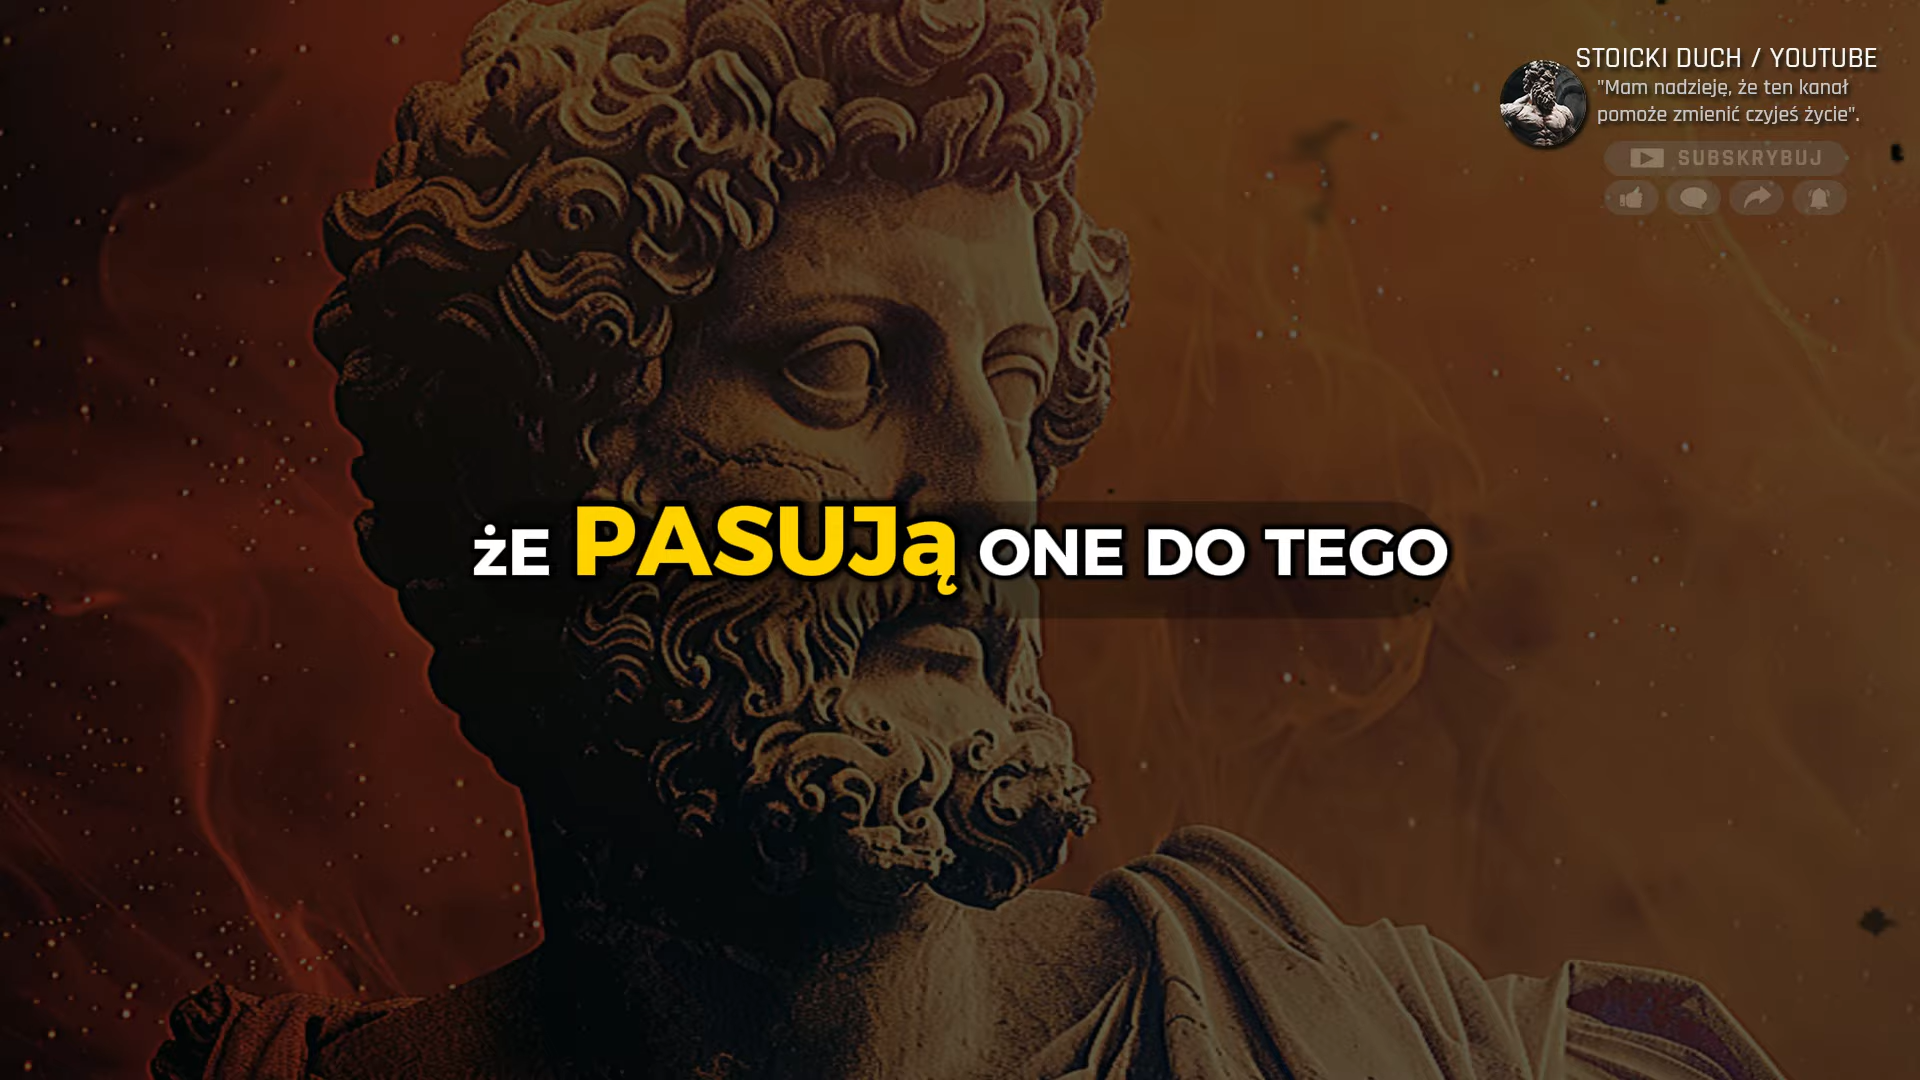 STOICKI DUCH / YOUTUBE
"Mam nadzieję, że ten kanał
pomoże zmienić czyjeś życie".
SUBSKRYBUJ
żE PASUJą ONE DO TEGO